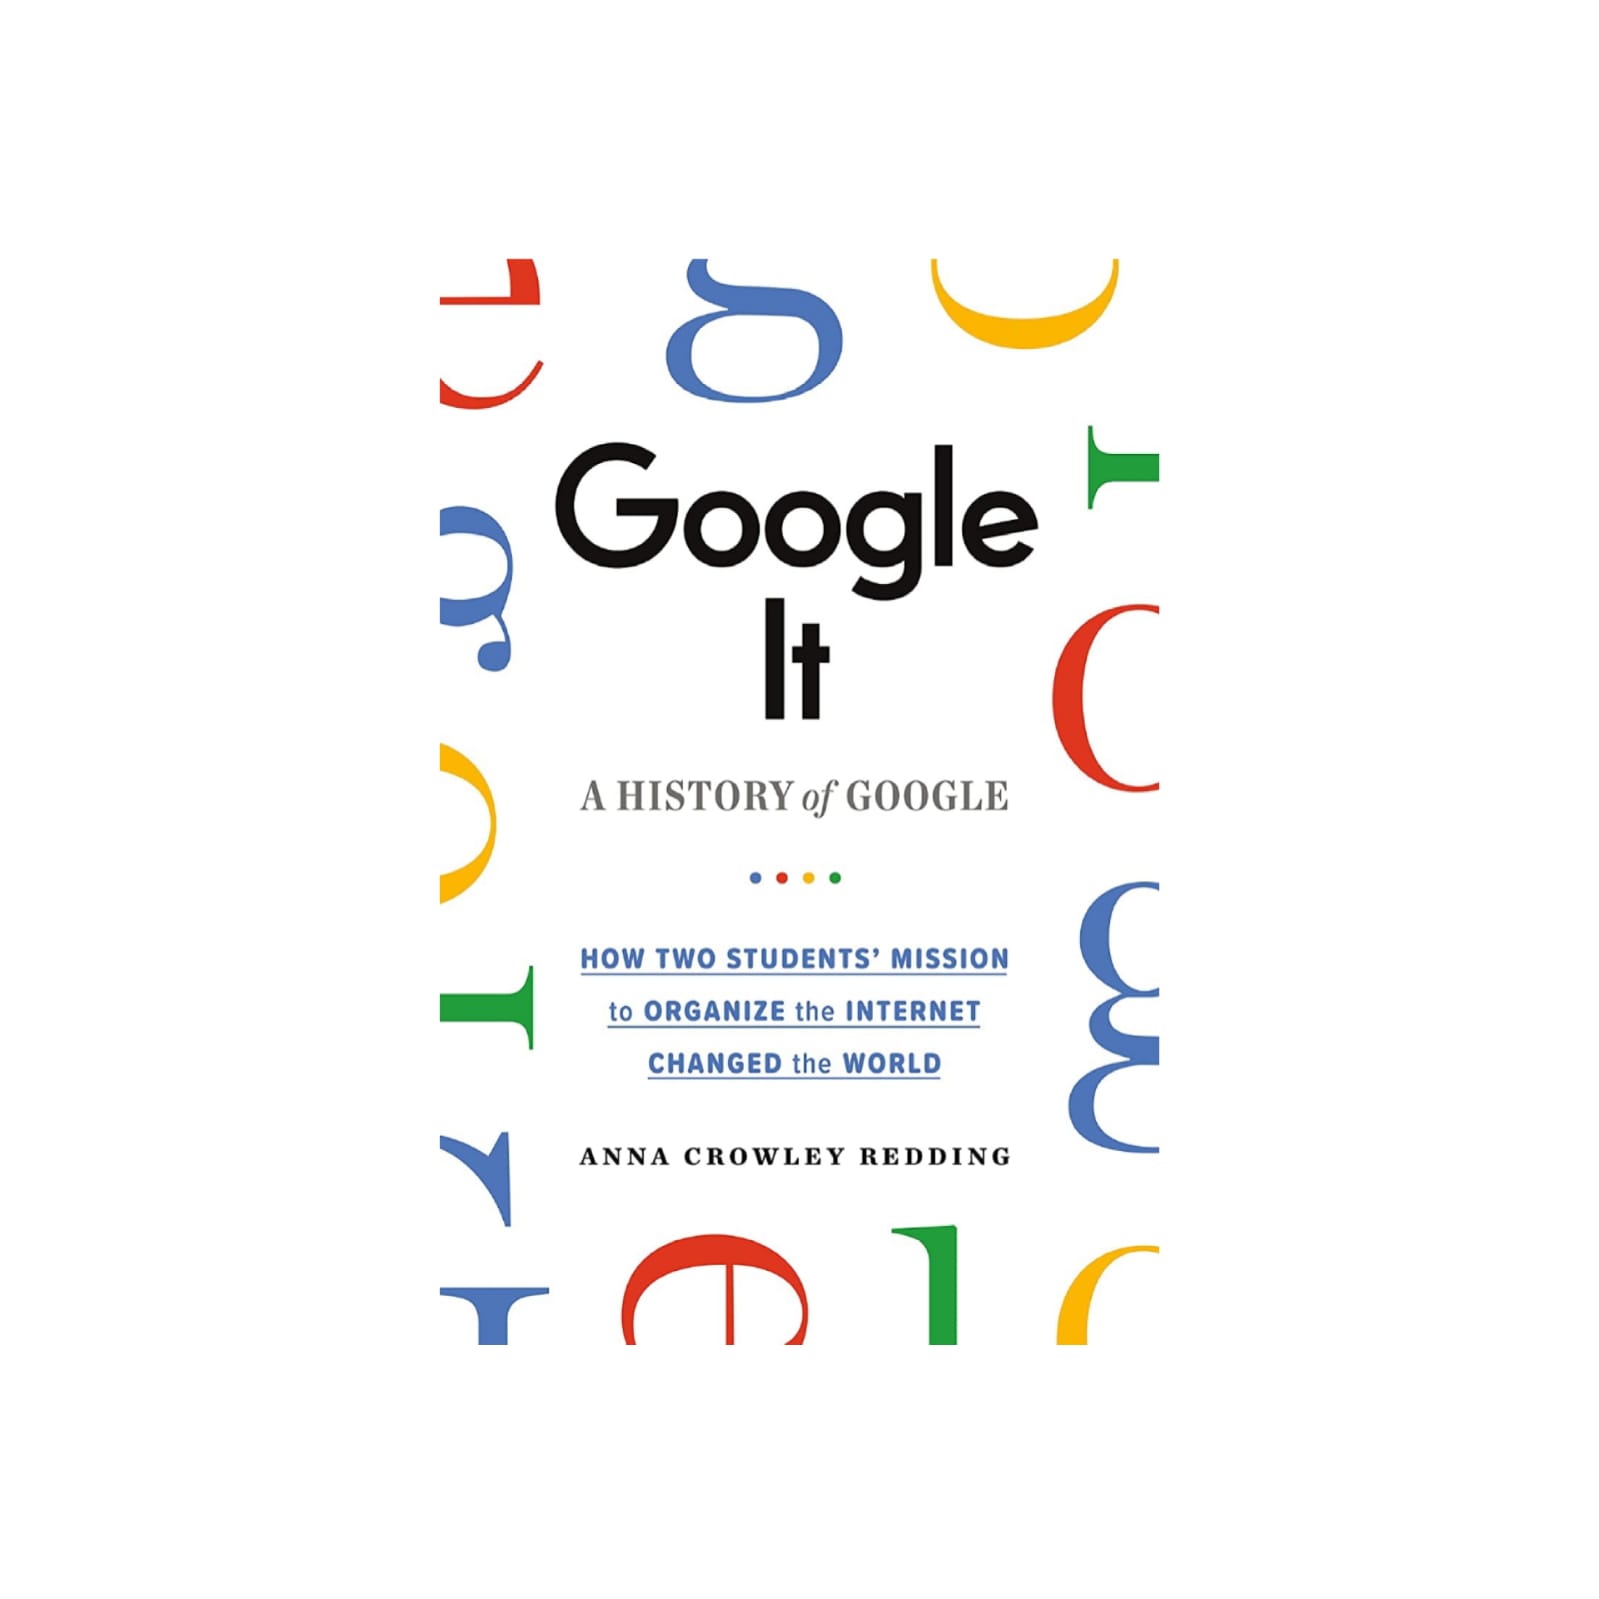 Google
It
A HISTORY of GOOGLE
HOW TWO STUDENTS’ MISSION
to ORGANIZE the INTERNET
CHANGED the WORLD
ANNA CROWLEY REDDING